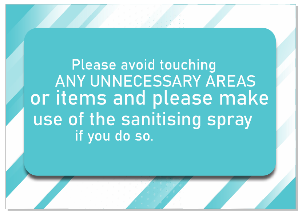 Please avoid touching
ANY UNNECESSARY AREAS
or items and please make
use of the sanitising spray
if you do so.